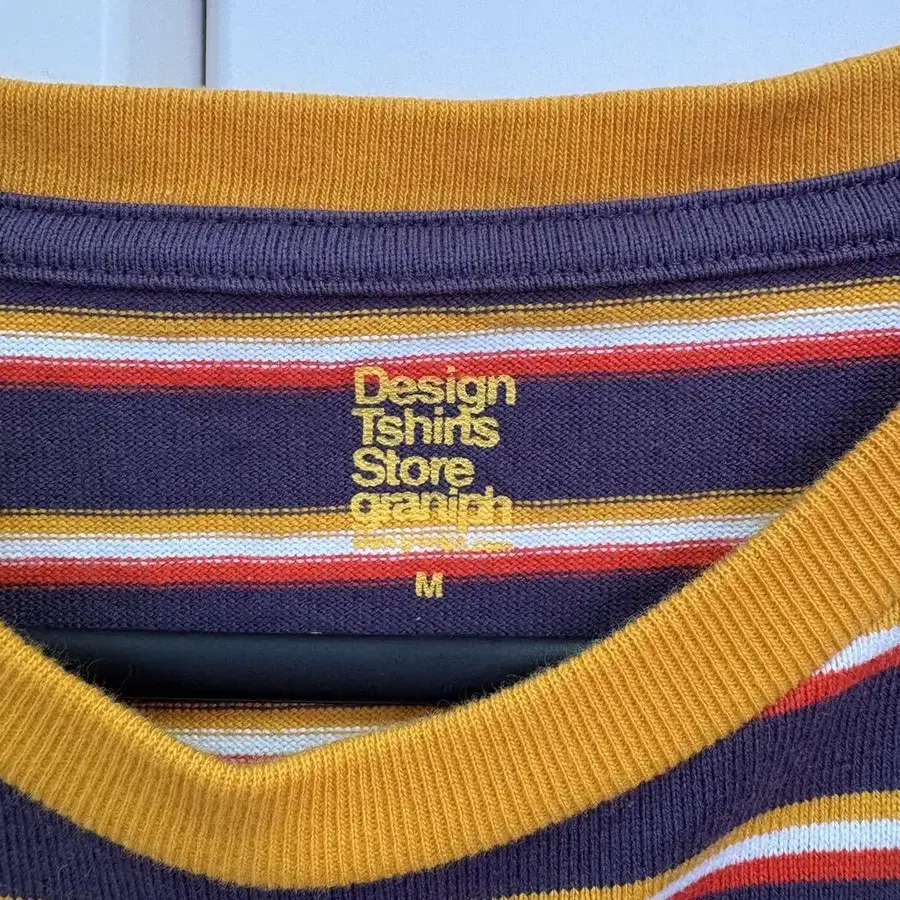 Design
Tshirts
Store
graniph
M